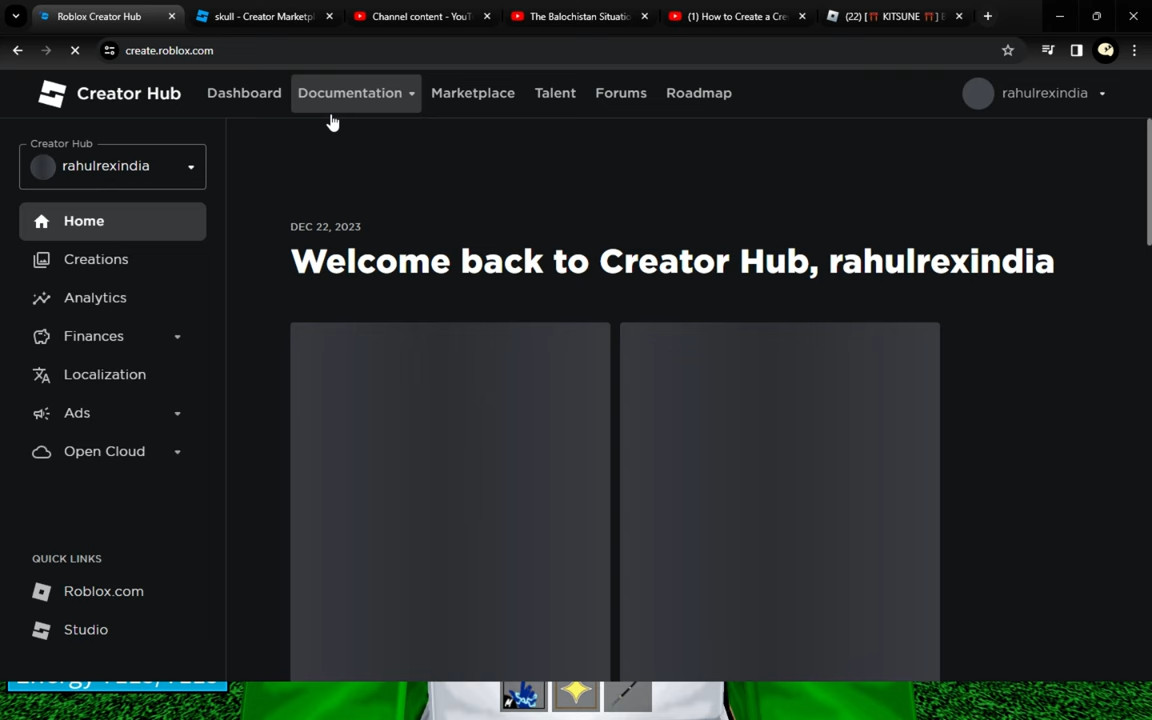 Roblox Creator Hub
skull - Creator Marketpl
Channel content - YouT
The Balochistan Situatio
(1) How to Create a Cre
(22) [ KITSUNE ] B
create.roblox.com
Creator Hub
Dashboard
Documentation
Marketplace
Talent
Forums
Roadmap
rahulrexindia
Creator Hub
rahulrexindia
Home
Creations
Analytics
Finances
Localization
Ads
Open Cloud
QUICK LINKS
Roblox.com
Studio
DEC 22, 2023
Welcome back to Creator Hub, rahulrexindia